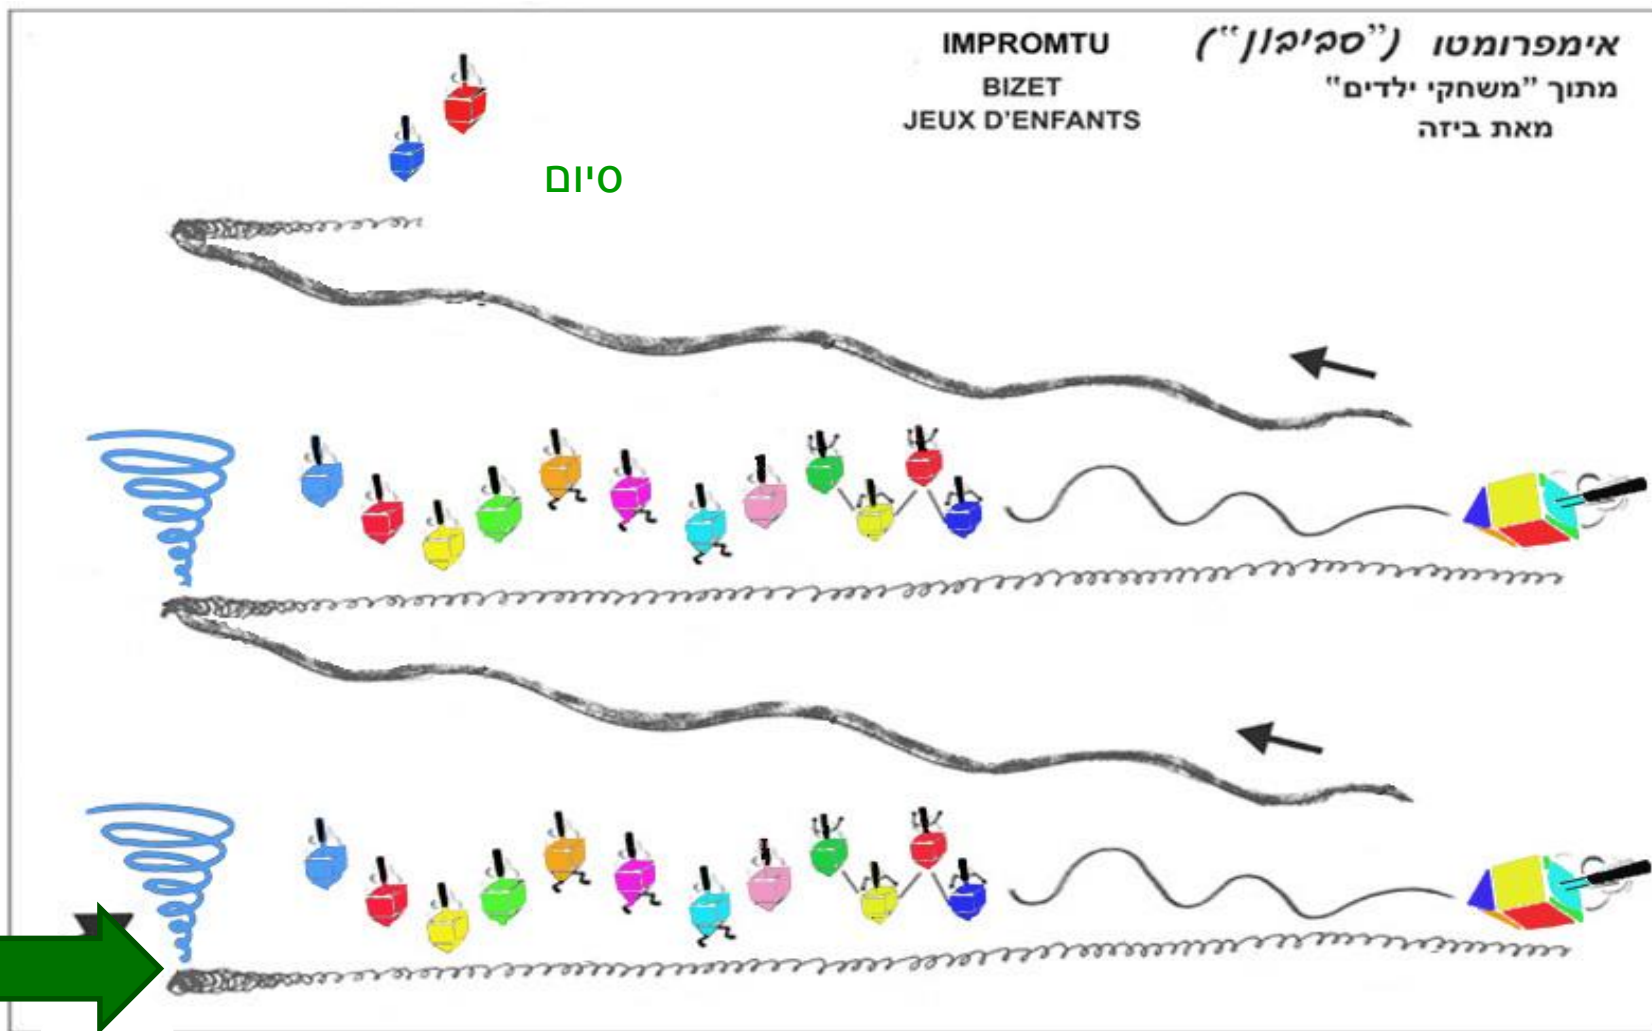 אימפרומטו ("סביבון")
מתוך "משחקי ילדים"
מאת ביזה
IMPROMTU
BIZET
JEUX D'ENFANTS
סיום